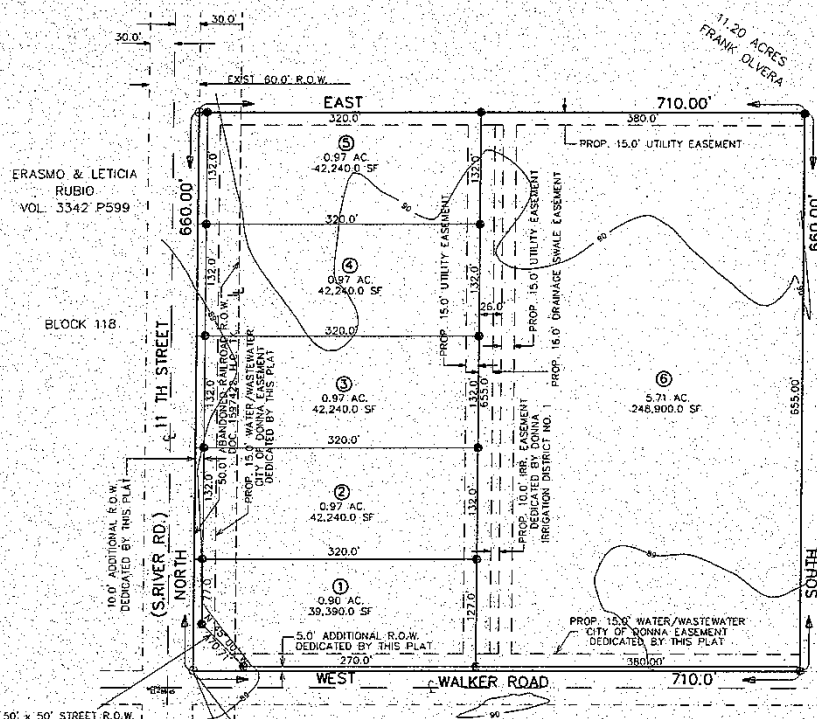 30.0'
30.0'
EXIST. 60.0' R.O.W.
11.20 ACRES
FRANK OLVERA
EAST
710.00'
320.0'
380.0'
PROP. 15.0' UTILITY EASEMENT
ERASMO & LETICIA
RUBIO
VOL. 3342 P599
660.00'
132.0'
5
0.97 AC.
42,240.0 SF
132.0'
90
90
660.00'
320.0'
132.0'
4
0.97 AC.
42,240.0 SF
PROP. 15.0' UTILITY EASEMENT
PROP. 15.0' UTILITY EASEMENT
PROP. 16.0' DRAINAGE SWALE EASEMENT
26.0'
BLOCK 118
320.0'
11 TH STREET
(S.RIVER RD.)
NORTH
132.0'
50.0' ABANDONED RAILROAD R.O.W.
PROP. 15.0' WATER/WASTEWATER
CITY OF DONNA EASEMENT
DEDICATED BY THIS PLAT
3
0.97 AC.
42,240.0 SF
132.0'
655.0'
6
5.71 AC.
248,900.0 SF
655.00'
320.0'
10.0' ADDITIONAL R.O.W.
DEDICATED BY THIS PLAT
132.0'
2
0.97 AC.
42,240.0 SF
132.0'
PROP. 10.0' IRR. EASEMENT
DEDICATED BY DONNA
IRRIGATION DISTRICT NO. 1
320.0'
77.0'
1
0.90 AC.
39,390.0 SF
127.0'
SOUTH
5.0' ADDITIONAL R.O.W.
DEDICATED BY THIS PLAT
PROP. 15.0' WATER/WASTEWATER
CITY OF DONNA EASEMENT
DEDICATED BY THIS PLAT
270.0'
380.00'
WEST
WALKER ROAD
710.0'
50' x 50' STREET R.O.W.
90